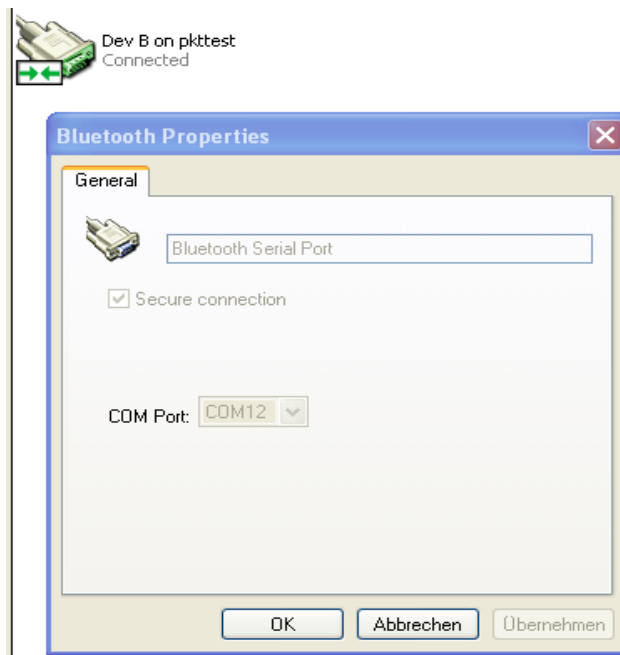 Dev B on pkttest
Connected
Bluetooth Properties
General
Bluetooth Serial Port
Secure connection
COM Port: COM12
OK Abbrechen Übernehmen